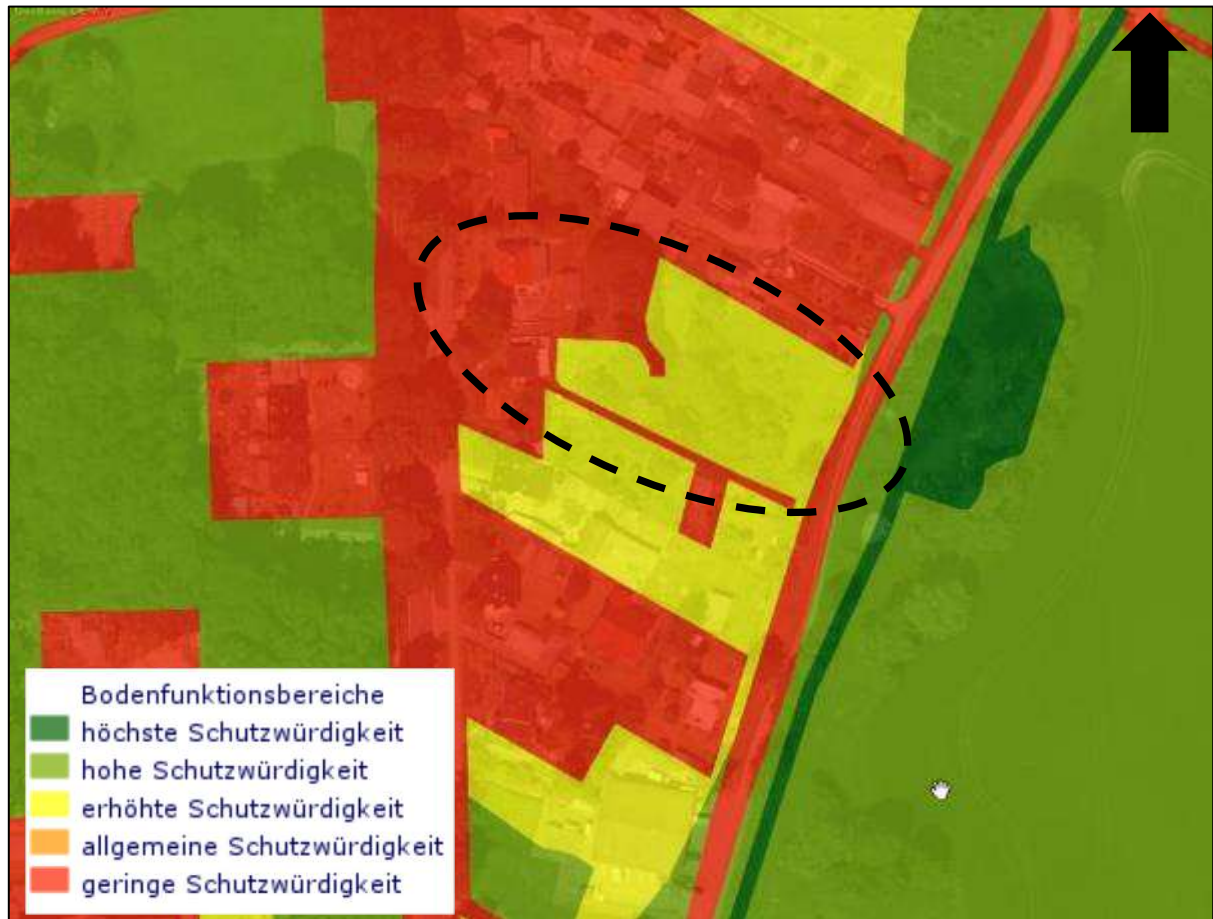 Bodenfunktionsbereiche
höchste Schutzwürdigkeit
hohe Schutzwürdigkeit
erhöhte Schutzwürdigkeit
allgemeine Schutzwürdigkeit
geringe Schutzwürdigkeit